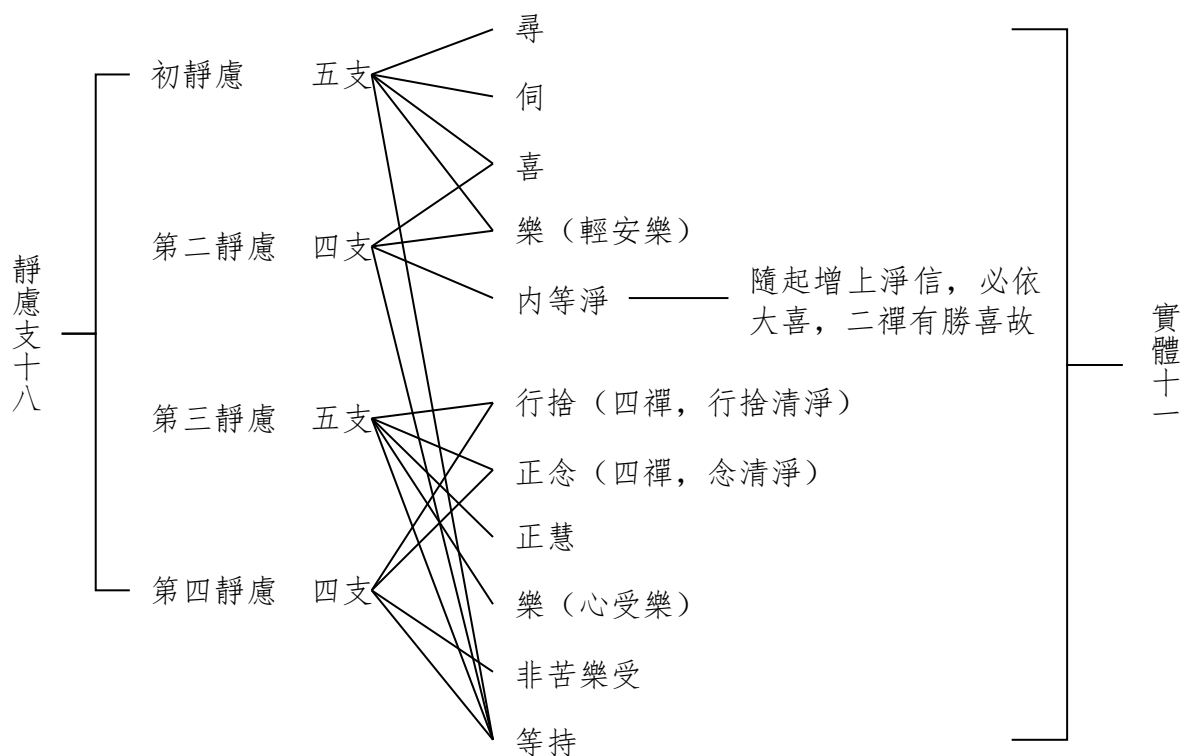 靜慮支十八
初靜慮 五支
第二靜慮 四支
第三靜慮 五支
第四靜慮 四支
尋
伺
喜
樂（輕安樂）
內等淨
隨起增上淨信，必依
大喜，二禪有勝喜故
行捨（四禪，行捨清淨）
正念（四禪，念清淨）
正慧
樂（心受樂）
非苦樂受
等持
實體十一